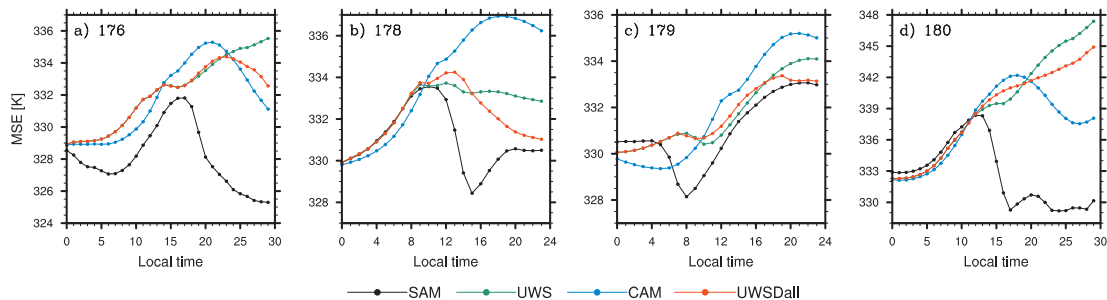 a) 176
b) 178
c) 179
d) 180
MSE [K]
336
334
332
330
328
326
324
0 5 10 15 20 25 30
Local time
336
334
332
330
328
0 4 8 12 16 20 24
Local time
336
334
332
330
328
0 4 8 12 16 20 24
Local time
348
345
342
339
336
333
0 5 10 15 20 25 30
Local time
SAM UWS CAM UWSDall